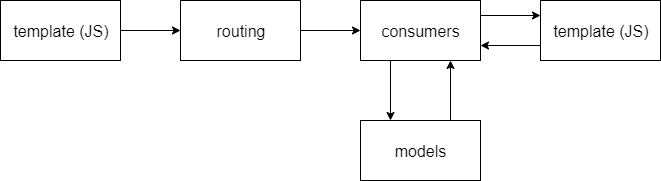 template (JS)
routing
consumers
template (JS)
models